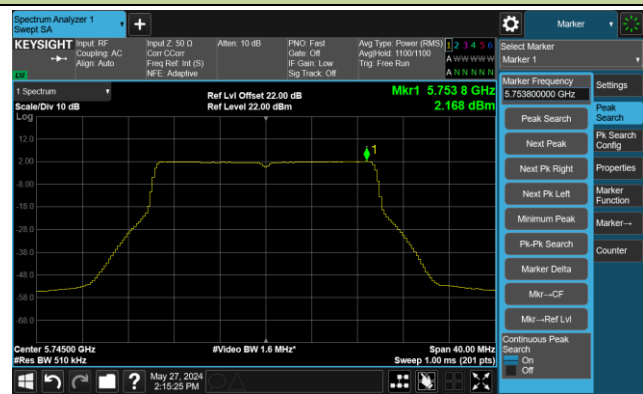 Spectrum Analyzer 1
Swept SA
Marker
KEYSIGHT
Input: RF
Coupling: AC
Align: Auto
Input Z: 50 Ω
Corr CCorr
Freq Ref: Int (S)
NFE: Adaptive
Atten: 10 dB
PNO: Fast
Gate: Off
IF Gain: Low
Sig Track: Off
Avg Type: Power (RMS)
Avg|Hold: 1100/1100
Trig: Free Run
1 2 3 4 5 6
A W W W W W
A N N N N N
LW
Select Marker
Marker 1
1 Spectrum
Scale/Div 10 dB
Log
Ref Lvl Offset 22.00 dB
Ref Level 22.00 dBm
Mkr1 5.753 8 GHz
2.168 dBm
12.0
2.00
-8.00
-18.0
-28.0
-38.0
-48.0
-58.0
-68.0
1
Center 5.74500 GHz
#Res BW 510 kHz
#Video BW 1.6 MHz*
Span 40.00 MHz
Sweep 1.00 ms (201 pts)
Marker Frequency
5.753800000 GHz
Peak Search
Next Peak
Next Pk Right
Next Pk Left
Minimum Peak
Pk-Pk Search
Marker Delta
Mkr→CF
Mkr→Ref Lvl
Continuous Peak
Search
On
Off
Settings
Peak
Search
Pk Search
Config
Properties
Marker
Function
Marker→
Counter
May 27, 2024
2:15:25 PM